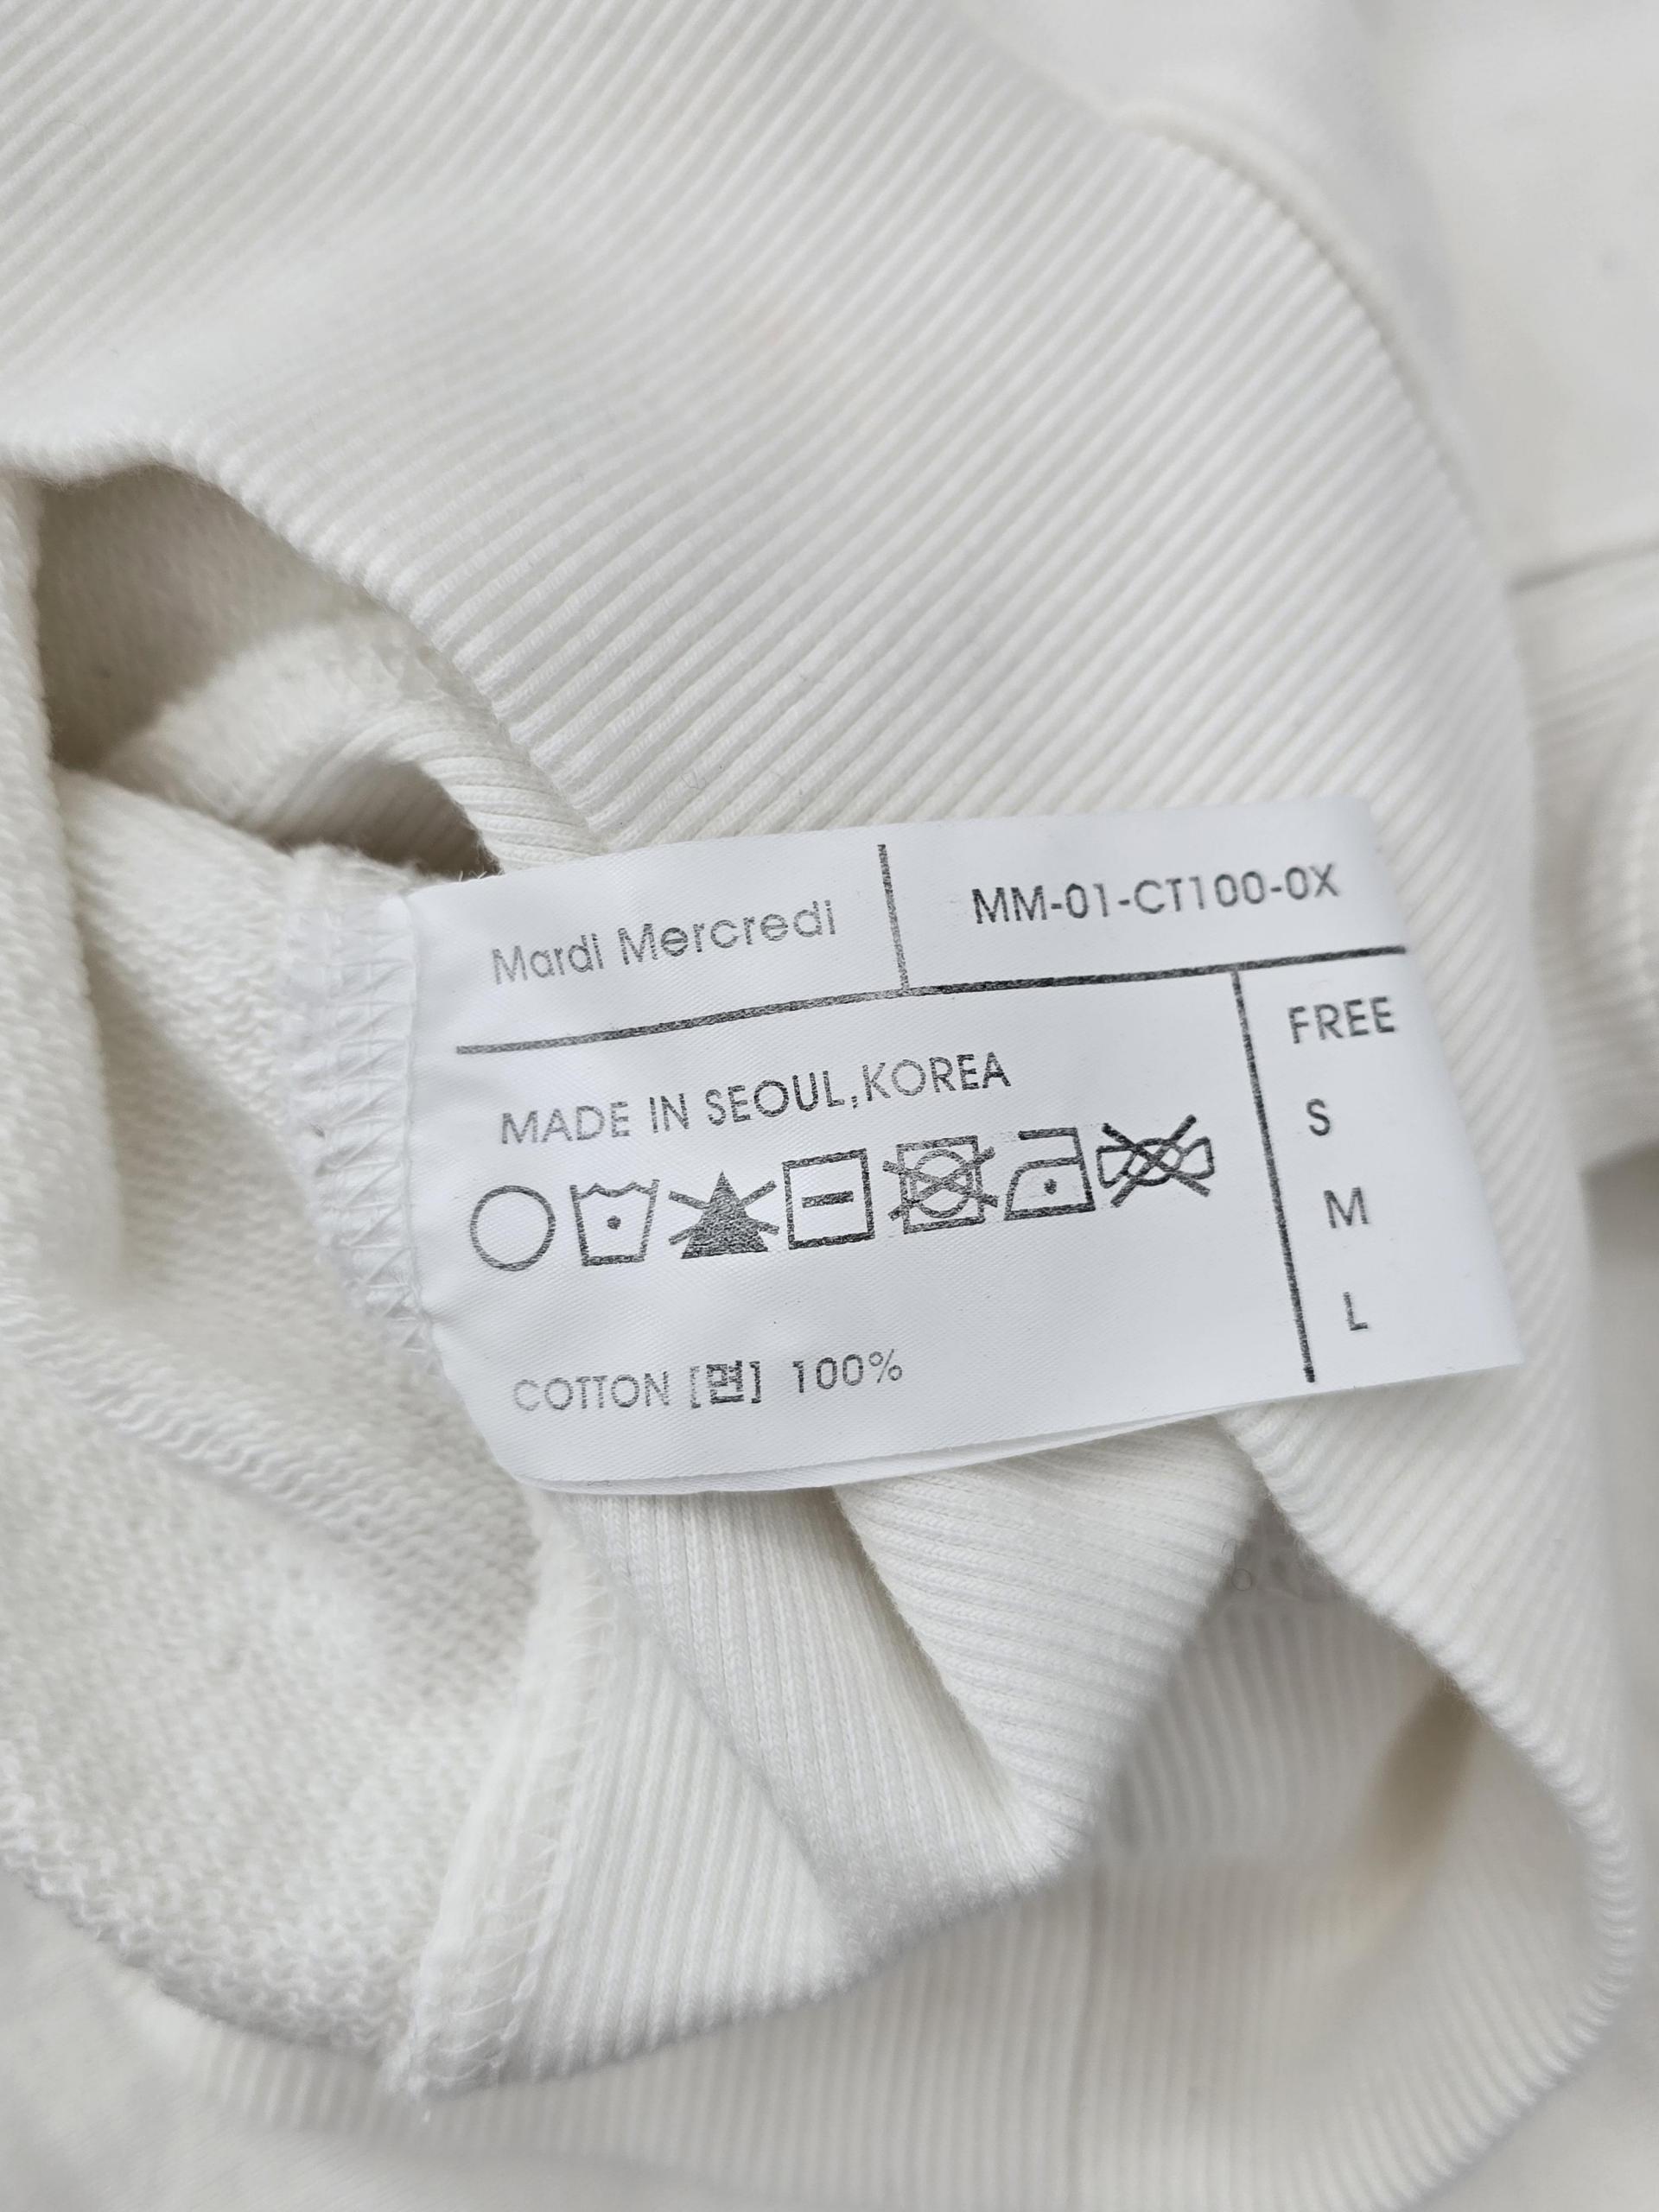 Mardi Mercredi
MM-01-CT100-0X
MADE IN SEOUL,KOREA
COTTON [면] 100%
FREE
S
M
L